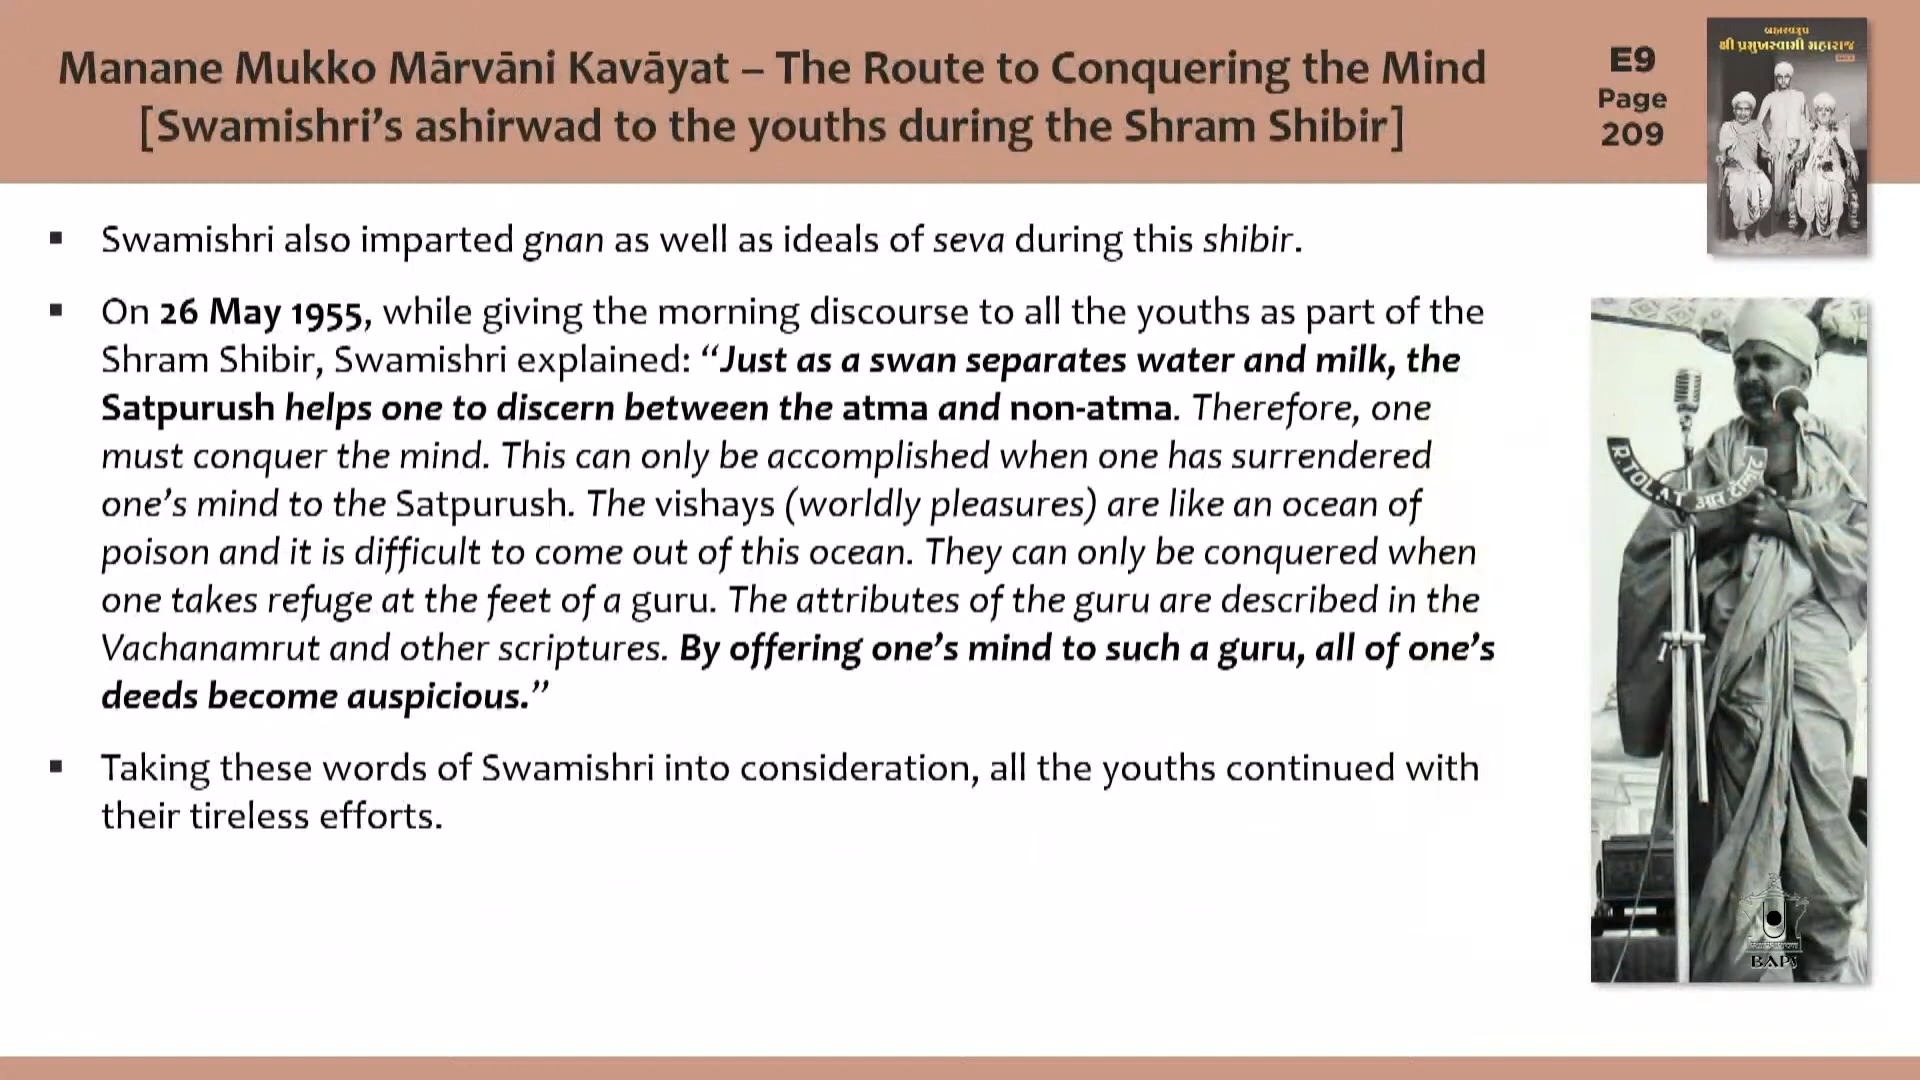 Manane Mukko Mārvāni Kavāyat – The Route to Conquering the Mind
[Swamishri’s ashirwad to the youths during the Shram Shibir]
E9
Page
209
બ્રહ્મસ્વરૂપ
શ્રી પ્રમુખસ્વામી મહારાજ
▪ Swamishri also imparted gnan as well as ideals of seva during this shibir.
▪ On 26 May 1955, while giving the morning discourse to all the youths as part of the
Shram Shibir, Swamishri explained: “Just as a swan separates water and milk, the
Satpurush helps one to discern between the atma and non-atma. Therefore, one
must conquer the mind. This can only be accomplished when one has surrendered
one’s mind to the Satpurush. The vishays (worldly pleasures) are like an ocean of
poison and it is difficult to come out of this ocean. They can only be conquered when
one takes refuge at the feet of a guru. The attributes of the guru are described in the
Vachanamrut and other scriptures. By offering one’s mind to such a guru, all of one’s
deeds become auspicious.”
▪ Taking these words of Swamishri into consideration, all the youths continued with
their tireless efforts.
R.TOLAT
BAPS